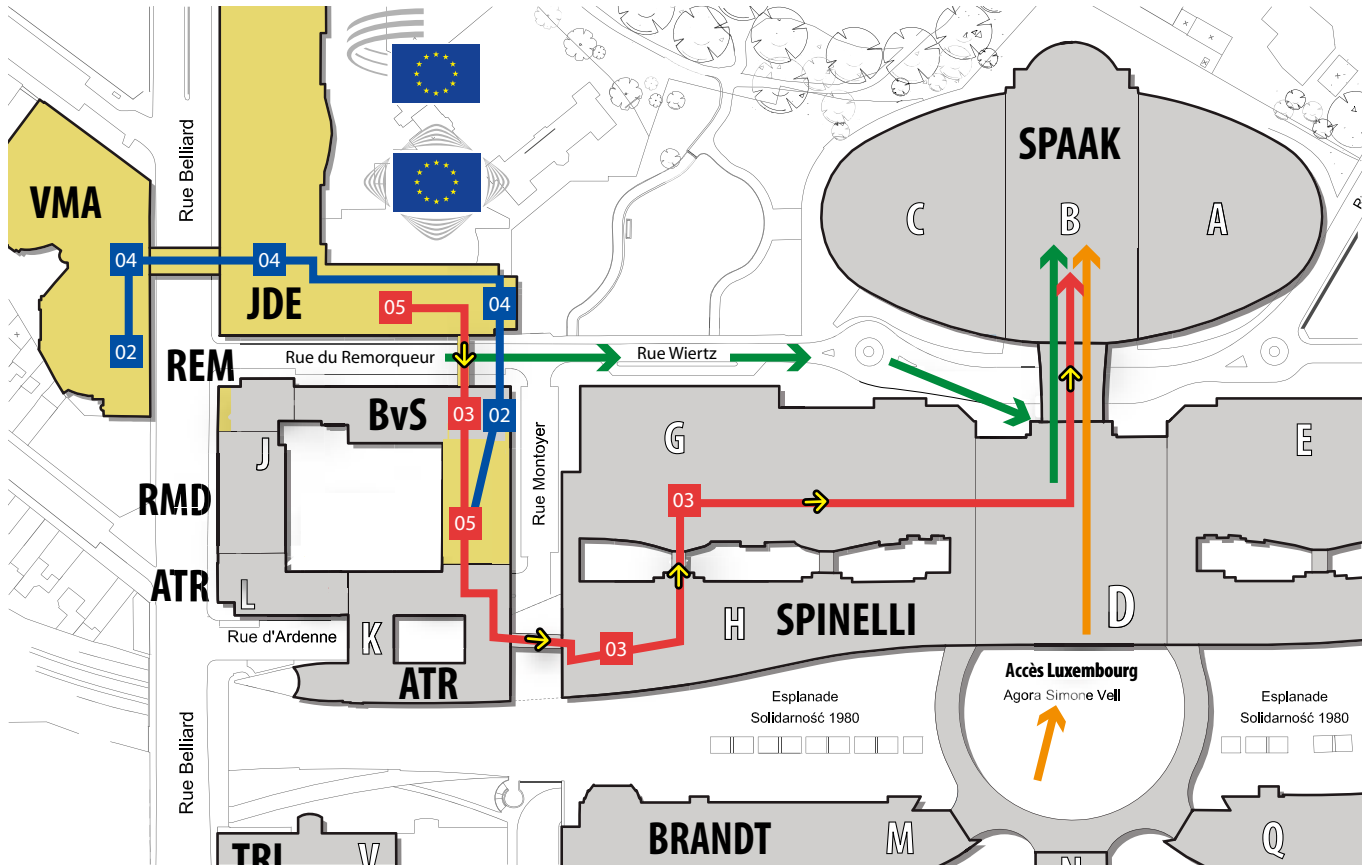 SPAAK
C
B
A
VMA
Rue Belliard
04
04
04
02
JDE
05
REM
Rue du Remorqueur
Rue Wiertz
BvS
03
02
J
G
E
RMD
Rue Montoyer
03
05
ATR
L
Rue d'Ardenne
K
H
SPINELLI
D
03
ATR
Accès Luxembourg
Agora Simone Veil
Esplanade
Solidarność 1980
Esplanade
Solidarność 1980
Rue Belliard
BRANDT
M
Q
TRI
V
N